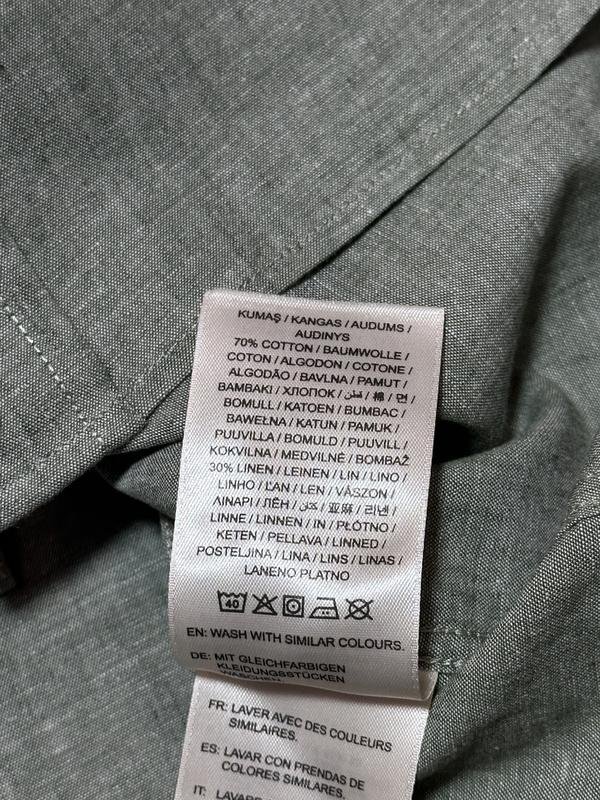 KUMAŞ / KANGAS / AUDUMS /
AUDINYS
70% COTTON / BAUMWOLLE /
COTON / ALGODON / COTONE /
ALGODÃO / BAVLNA / PAMUT /
BAMBAKI / ХЛОПОК / قطن / 棉 / 면 /
BOMULL / KATOEN / BUMBAC /
BAWEŁNA / KATUN / PAMUK /
PUUVILLA / BOMULD / PUUVILL /
KOKVILNA / MEDVILNĖ / BOMBAŽ
30% LINEN / LEINEN / LIN / LINO /
LINHO / ĽAN / LEN / VÁSZON /
ΛΙΝΑΡΙ / ЛЁН / كتان / 亚麻 / 리넨 /
LINNE / LINNEN / IN / PŁÓTNO /
KETEN / PELLAVA / LINNED /
POSTELJINA / LINA / LINS / LINAS /
LANENO PLATNO
40
EN: WASH WITH SIMILAR COLOURS.
DE: MIT GLEICHFARBIGEN
KLEIDUNGSSTÜCKEN
WASCHEN.
FR: LAVER AVEC DES COULEURS
SIMILAIRES.
ES: LAVAR CON PRENDAS DE
COLORES SIMILARES.
IT: